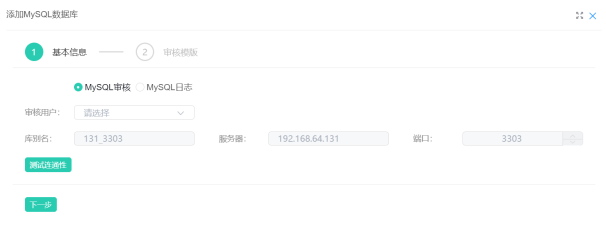 添加MySQL数据库
1 基本信息 2 审核模版
MySQL审核 MySQL日志
审核用户: 请选择
库别名: 131_3303 服务器: 192.168.64.131 端口: 3303
测试连通性
下一步